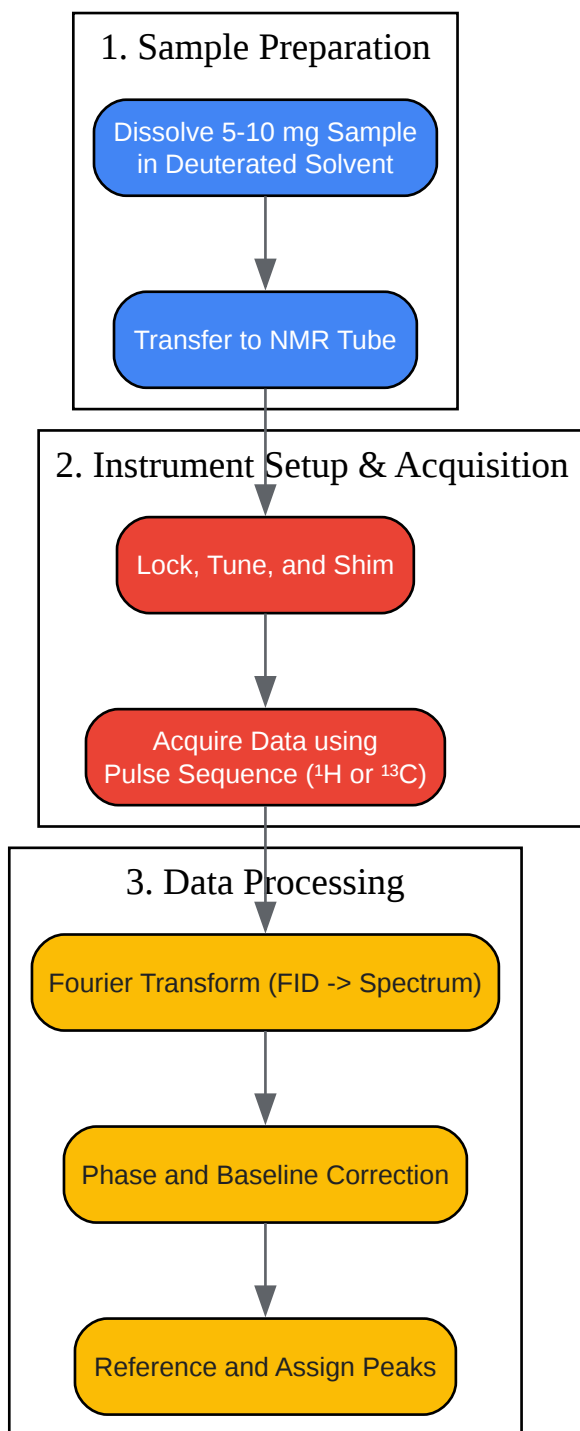 1. Sample Preparation
Dissolve 5-10 mg Sample
in Deuterated Solvent
Transfer to NMR Tube
2. Instrument Setup & Acquisition
Lock, Tune, and Shim
Acquire Data using
Pulse Sequence (¹H or ¹³C)
3. Data Processing
Fourier Transform (FID -> Spectrum)
Phase and Baseline Correction
Reference and Assign Peaks